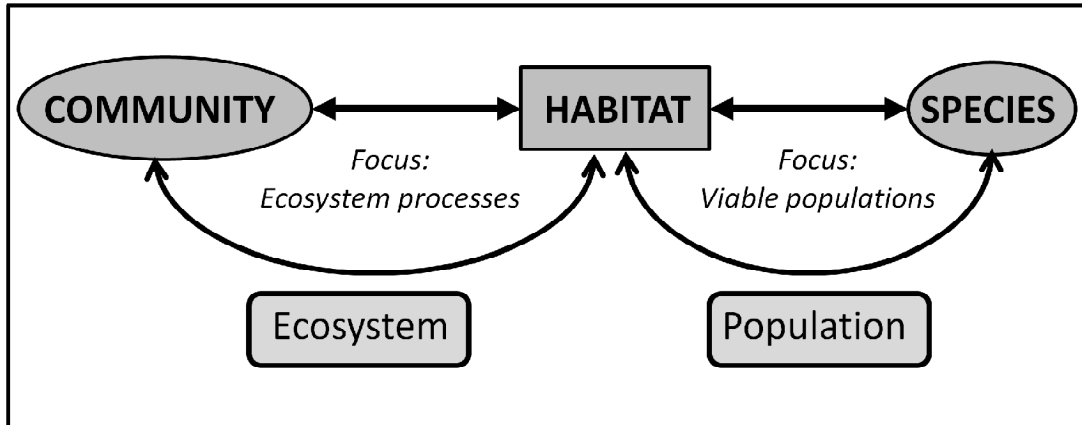 COMMUNITY
HABITAT
SPECIES
Focus:
Ecosystem processes
Focus:
Viable populations
Ecosystem
Population